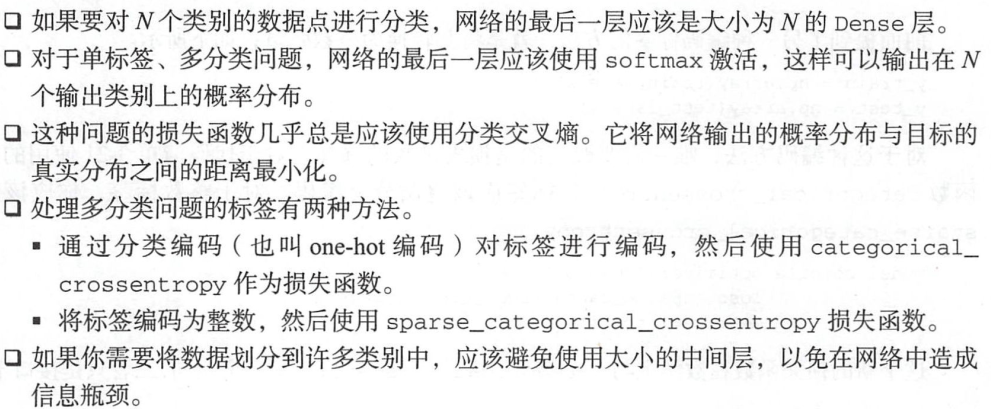 ❑ 如果要对 N 个类别的数据点进行分类，网络的最后一层应该是大小为 N 的 Dense 层。
❑ 对于单标签、多分类问题，网络的最后一层应该使用 softmax 激活，这样可以输出在 N
个输出类别上的概率分布。
❑ 这种问题的损失函数几乎总是应该使用分类交叉熵。它将网络输出的概率分布与目标的
真实分布之间的距离最小化。
❑ 处理多分类问题的标签有两种方法。
▪ 通过分类编码（也叫 one-hot 编码）对标签进行编码，然后使用 categorical_
crossentropy 作为损失函数。
▪ 将标签编码为整数，然后使用 sparse_categorical_crossentropy 损失函数。
❑ 如果你需要将数据划分到许多类别中，应该避免使用太小的中间层，以免在网络中造成
信息瓶颈。